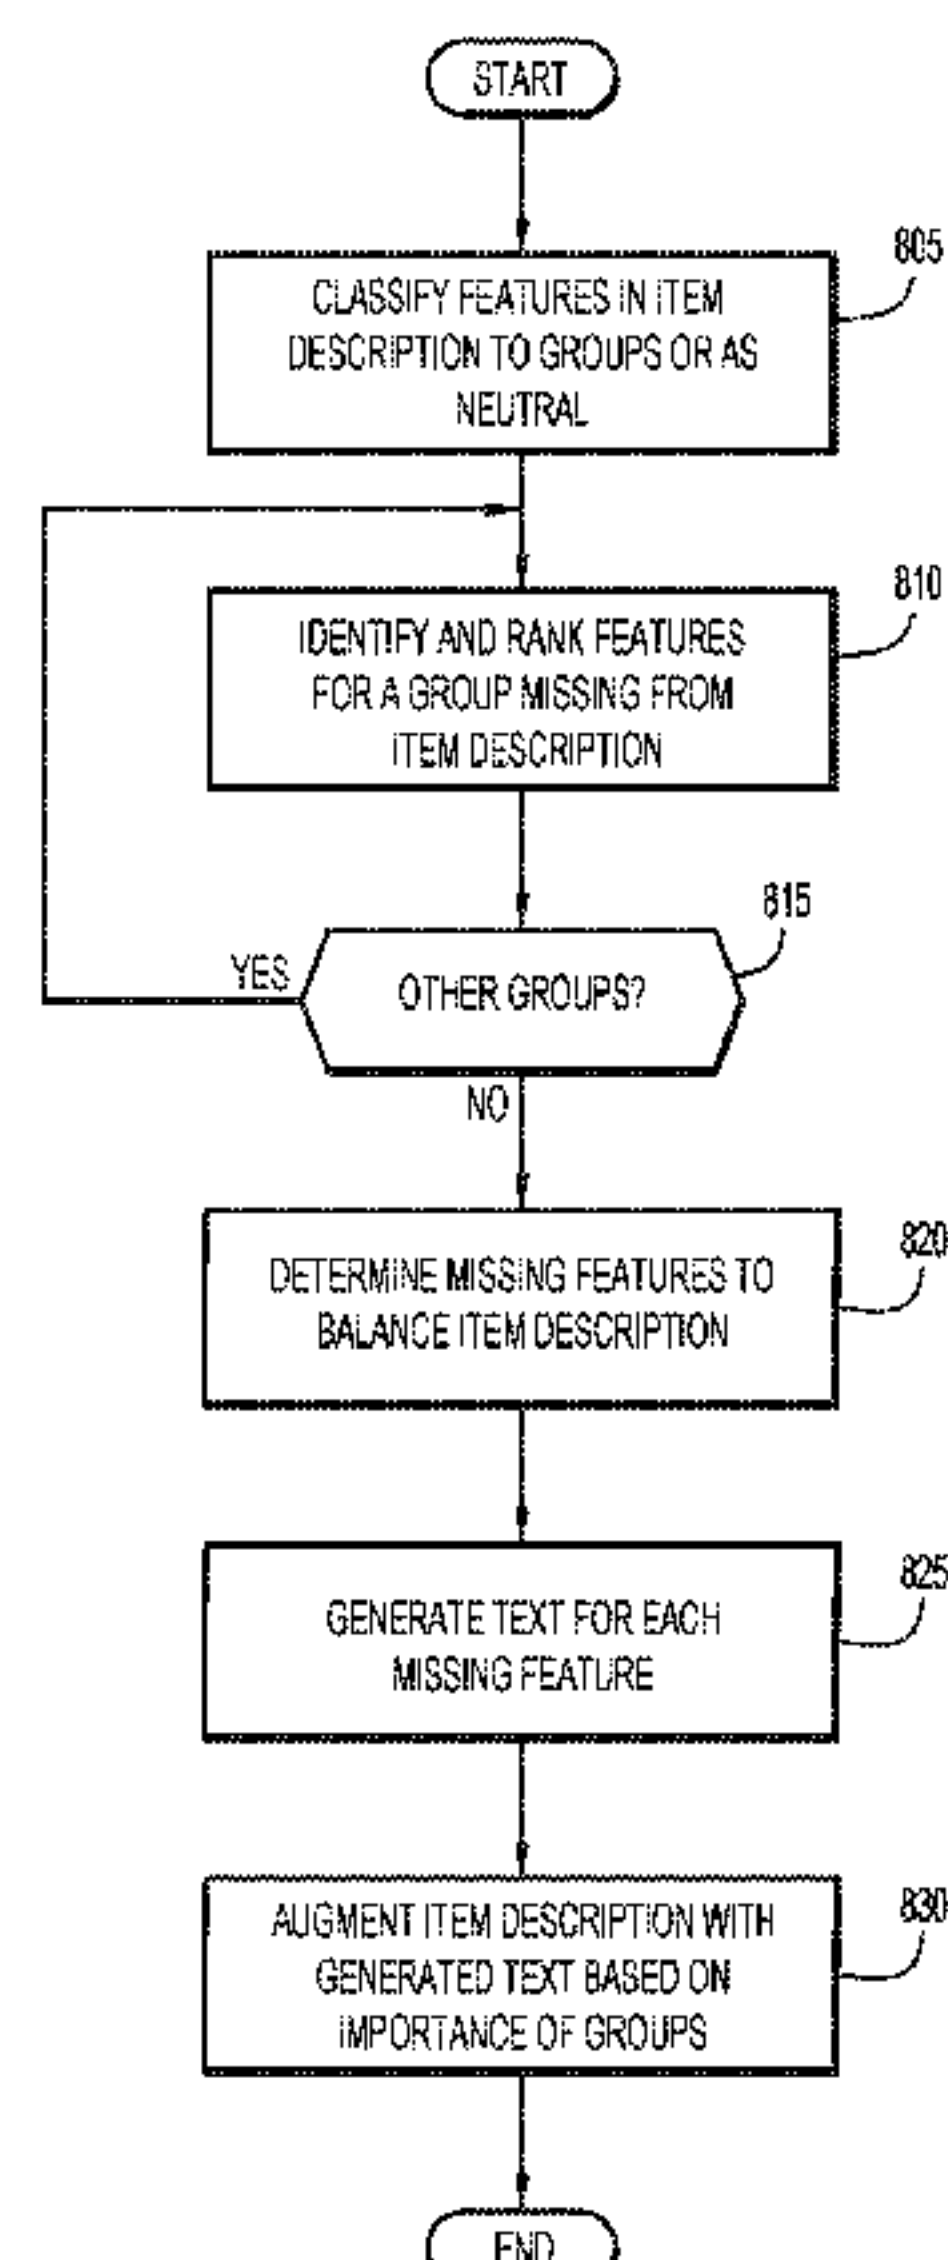 START
805
CLASSIFY FEATURES IN ITEM
DESCRIPTION TO GROUPS OR AS
NEUTRAL
810
IDENTIFY AND RANK FEATURES
FOR A GROUP MISSING FROM
ITEM DESCRIPTION
815
YES
OTHER GROUPS?
NO
820
DETERMINE MISSING FEATURES TO
BALANCE ITEM DESCRIPTION
825
GENERATE TEXT FOR EACH
MISSING FEATURE
830
AUGMENT ITEM DESCRIPTION WITH
GENERATED TEXT BASED ON
IMPORTANCE OF GROUPS
END